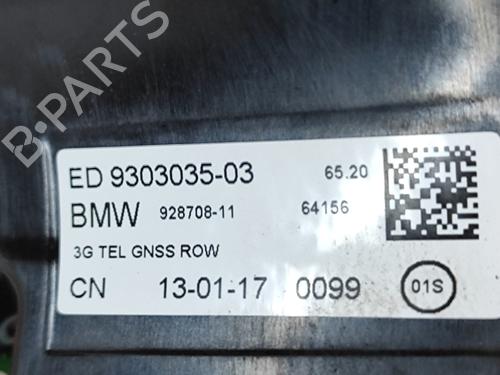 B-PARTS
ED 9303035-03 65.20
BMW 928708-11 64156
3G TEL GNSS ROW
CN 13-01-17 0099 01S